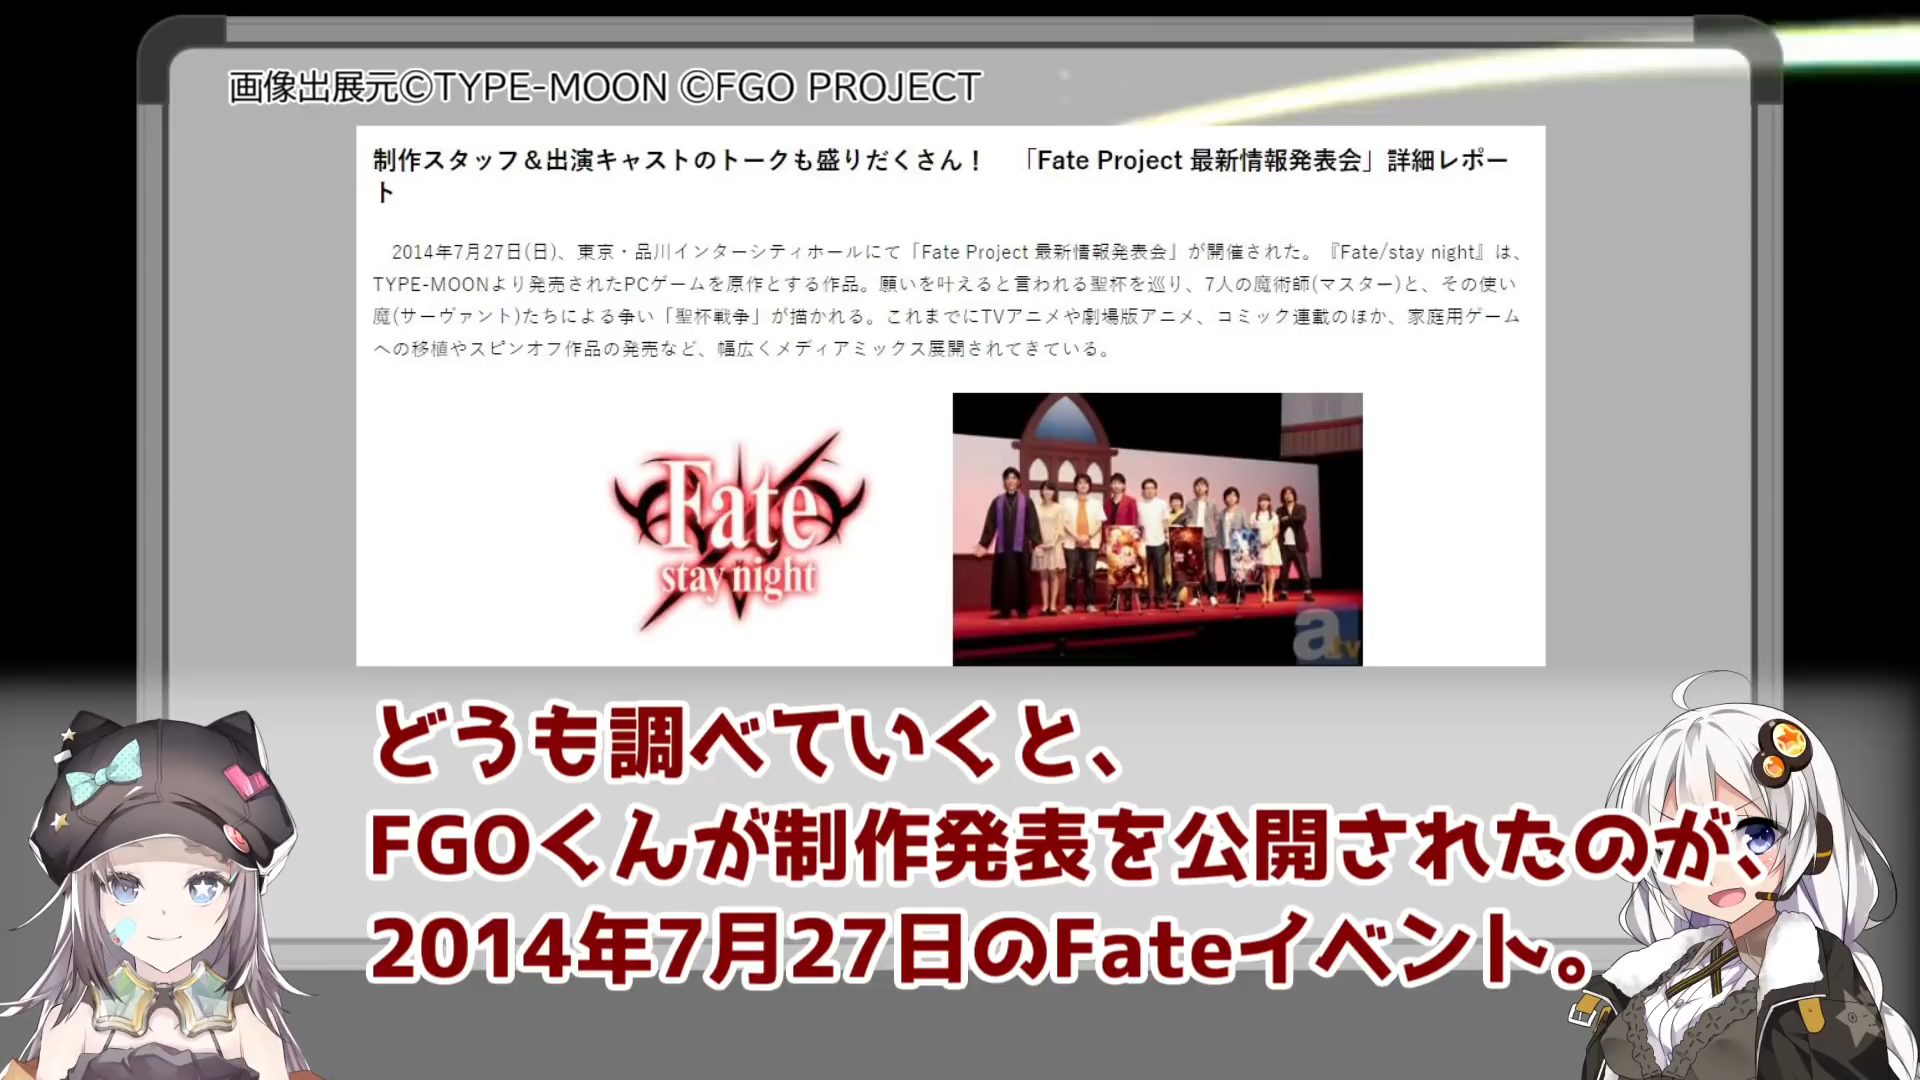 画像出展元©TYPE-MOON ©FGO PROJECT
制作スタッフ＆出演キャストのトークも盛りだくさん！　「Fate Project 最新情報発表会」詳細レポー
ト
2014年7月27日(日)、東京・品川インターシティホールにて「Fate Project 最新情報発表会」が開催された。『Fate/stay night』は、
TYPE-MOONより発売されたPCゲームを原作とする作品。願いを叶えると言われる聖杯を巡り、7人の魔術師(マスター)と、その使い
魔(サーヴァント)たちによる争い「聖杯戦争」が描かれる。これまでにTVアニメや劇場版アニメ、コミック連載のほか、家庭用ゲーム
への移植やスピンオフ作品の発売など、幅広くメディアミックス展開されてきている。
Fate
stay night
a tv
どうも調べていくと、
FGOくんが制作発表を公開されたのが、
2014年7月27日のFateイベント。